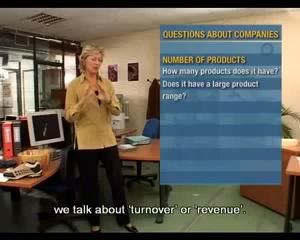 QUESTIONS ABOUT COMPANIES
NUMBER OF PRODUCTS
How many products does it have?
Does it have a large product
range?
we talk about 'turnover' or 'revenue'.